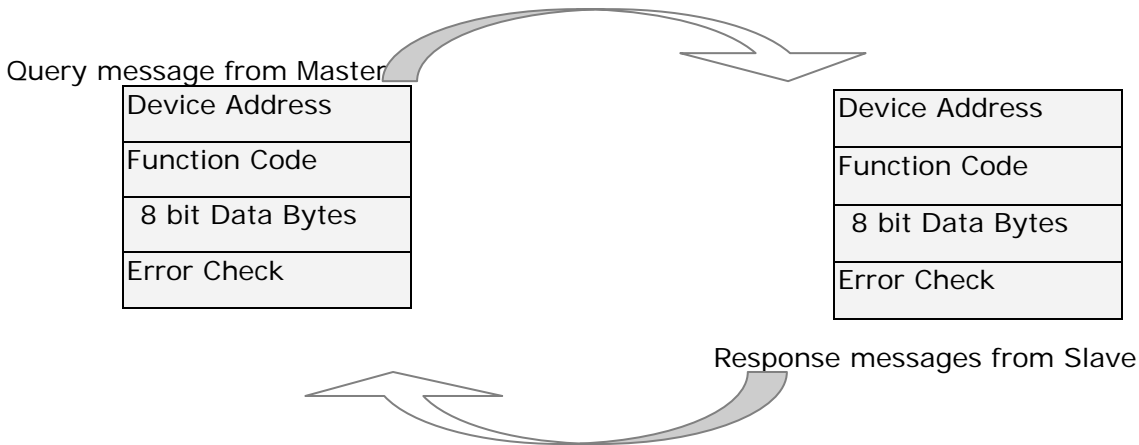 Query message from Master
Device Address
Function Code
8 bit Data Bytes
Error Check
Device Address
Function Code
8 bit Data Bytes
Error Check
Response messages from Slave